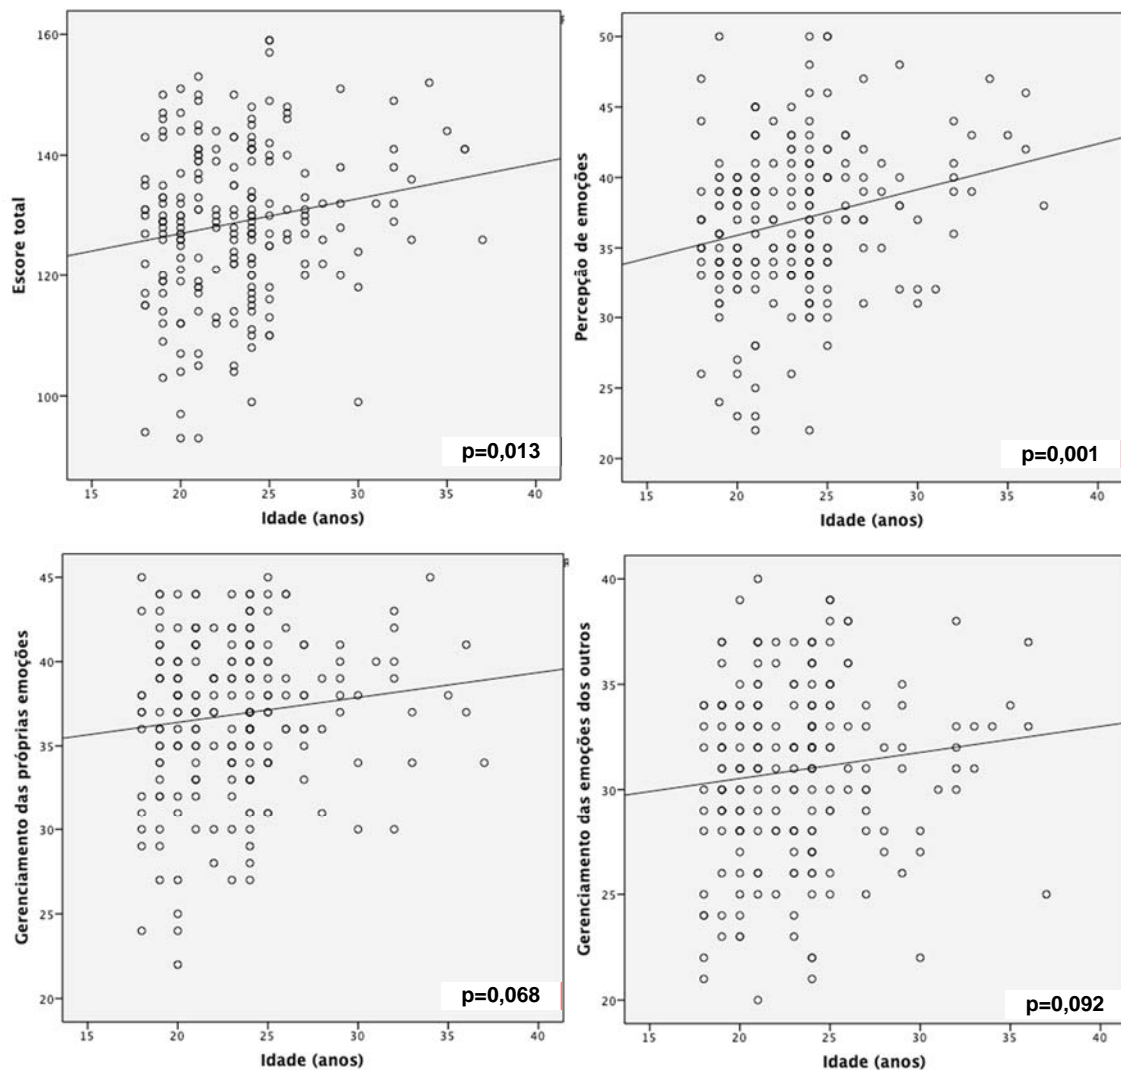 160
140
120
100
Escore total
p=0,013
15 20 25 30 35 40
Idade (anos)
50
45
40
35
30
25
20
Percepção de emoções
p=0,001
15 20 25 30 35 40
Idade (anos)
45
40
35
30
25
20
Gerenciamento das próprias emoções
p=0,068
15 20 25 30 35 40
Idade (anos)
40
35
30
25
20
Gerenciamento das emoções dos outros
p=0,092
15 20 25 30 35 40
Idade (anos)